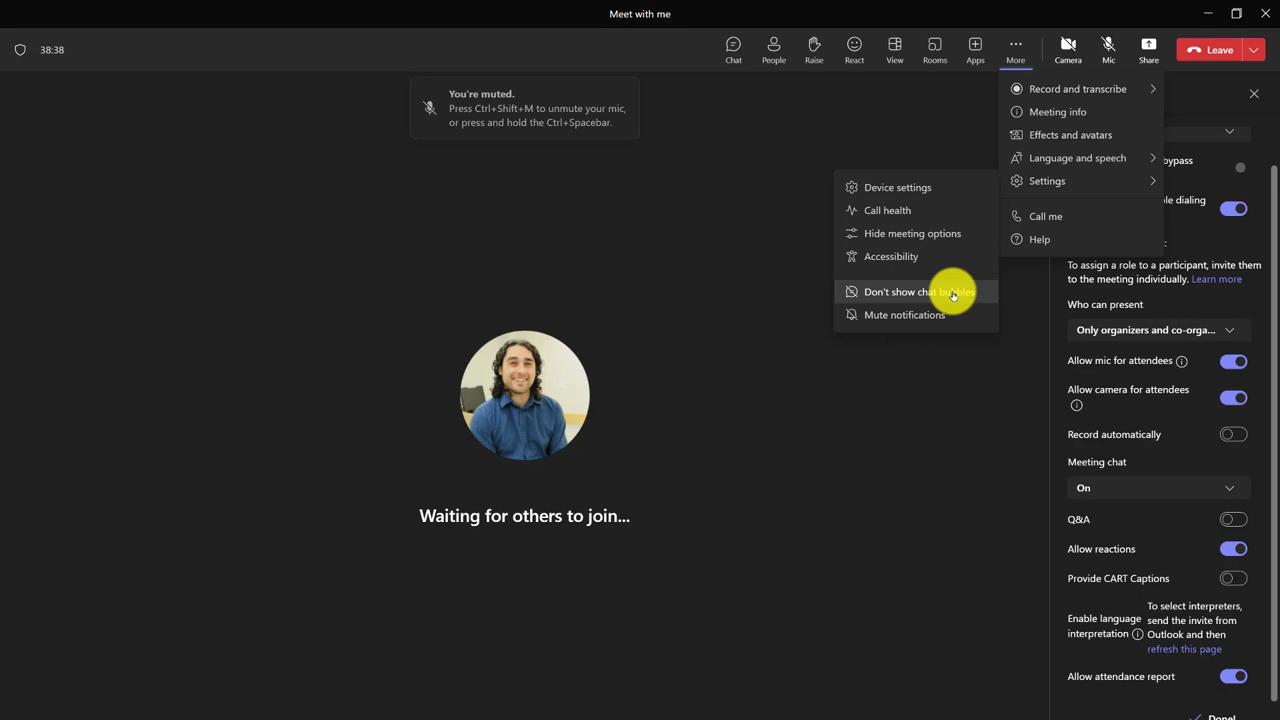 Meet with me
38:38
Chat
People
Raise
React
View
Rooms
Apps
More
Camera
Mic
Share
Leave
You're muted.
Press Ctrl+Shift+M to unmute your mic,
or press and hold the Ctrl+Spacebar.
Record and transcribe
Meeting info
Effects and avatars
Language and speech
Settings
Call me
Help
Device settings
Call health
Hide meeting options
Accessibility
Don't show chat bubbles
Mute notifications
Waiting for others to join...
bypass
dialing
To assign a role to a participant, invite them
to the meeting individually. Learn more
Who can present
Only organizers and co-orga...
Allow mic for attendees
Allow camera for attendees
Record automatically
Meeting chat
On
Q&A
Allow reactions
Provide CART Captions
Enable language
interpretation
To select interpreters,
send the invite from
Outlook and then
refresh this page
Allow attendance report
Done!